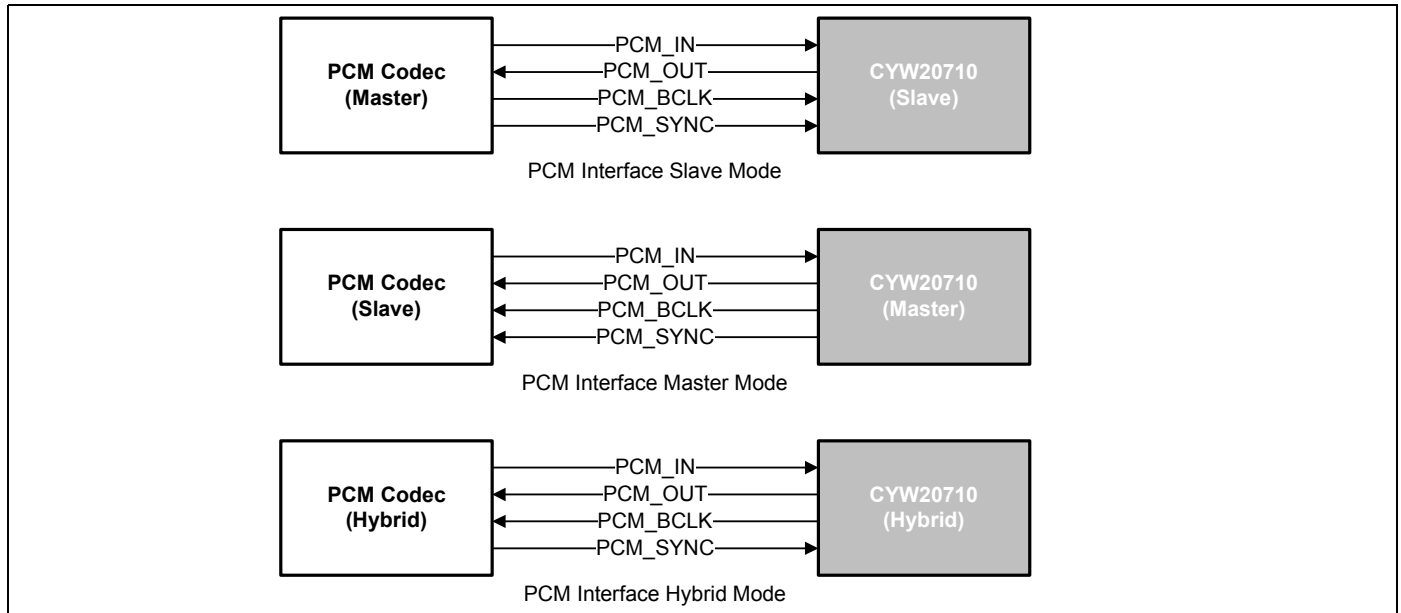 PCM Codec
(Master)
PCM_IN
PCM_OUT
PCM_BCLK
PCM_SYNC
CYW20710
(Slave)
PCM Interface Slave Mode
PCM Codec
(Slave)
PCM_IN
PCM_OUT
PCM_BCLK
PCM_SYNC
CYW20710
(Master)
PCM Interface Master Mode
PCM Codec
(Hybrid)
PCM_IN
PCM_OUT
PCM_BCLK
PCM_SYNC
CYW20710
(Hybrid)
PCM Interface Hybrid Mode